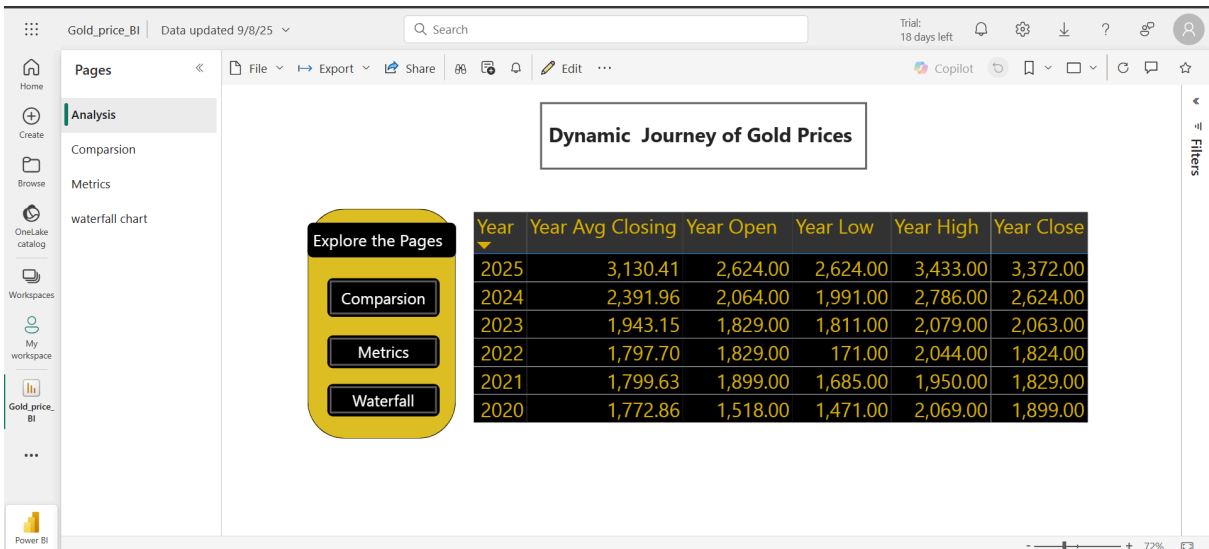 Gold_price_BI Data updated 9/8/25
Search
Trial:
18 days left
Home
Create
Browse
OneLake
catalog
Workspaces
My
workspace
Gold_price_
BI
Power BI
Pages
Analysis
Comparsion
Metrics
waterfall chart
File Export Share Edit
Copilot
Dynamic Journey of Gold Prices
Explore the Pages
Comparsion
Metrics
Waterfall
Year Year Avg Closing Year Open Year Low Year High Year Close
2025 3,130.41 2,624.00 2,624.00 3,433.00 3,372.00
2024 2,391.96 2,064.00 1,991.00 2,786.00 2,624.00
2023 1,943.15 1,829.00 1,811.00 2,079.00 2,063.00
2022 1,797.70 1,829.00 171.00 2,044.00 1,824.00
2021 1,799.63 1,899.00 1,685.00 1,950.00 1,829.00
2020 1,772.86 1,518.00 1,471.00 2,069.00 1,899.00
Filters
- + 72%